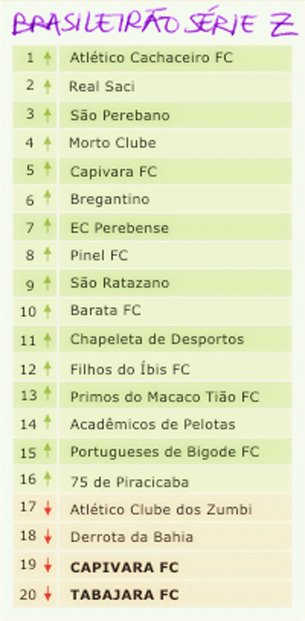 BRASILEIRÃO SÉRIE Z
1 Atlético Cachaceiro FC
2 Real Saci
3 São Perebano
4 Morto Clube
5 Capivara FC
6 Bregantino
7 EC Perebense
8 Pinel FC
9 São Ratazano
10 Barata FC
11 Chapeleta de Desportos
12 Filhos do Íbis FC
13 Primos do Macaco Tião FC
14 Acadêmicos de Pelotas
15 Portugueses de Bigode FC
16 75 de Piracicaba
17 Atlético Clube dos Zumbi
18 Derrota da Bahia
19 CAPIVARA FC
20 TABAJARA FC